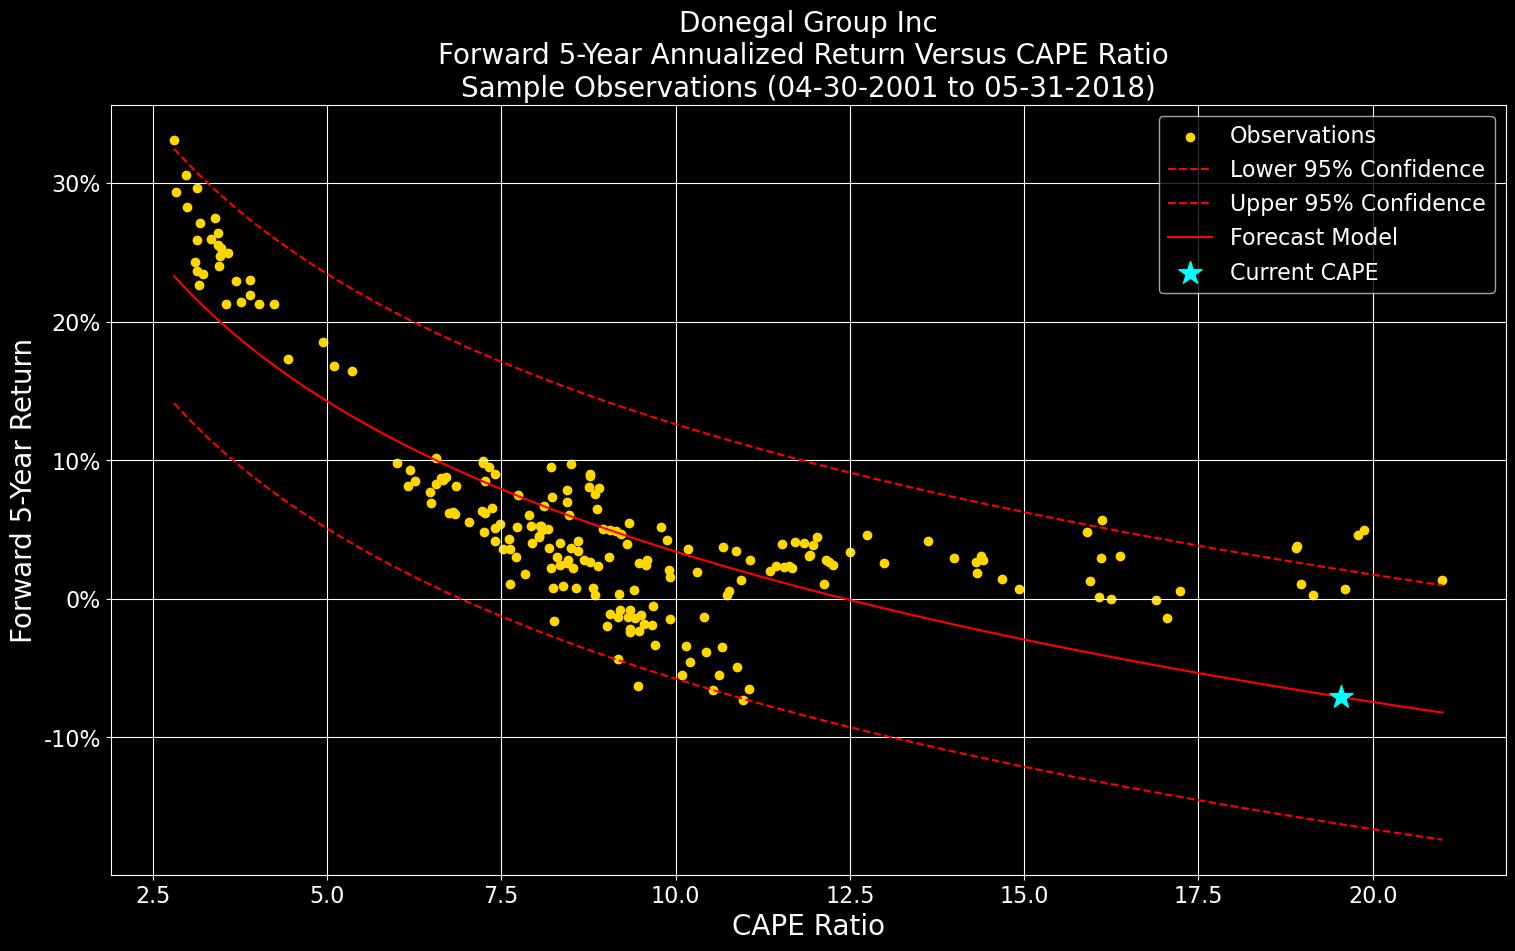 Donegal Group Inc
Forward 5-Year Annualized Return Versus CAPE Ratio
Sample Observations (04-30-2001 to 05-31-2018)
Observations
Lower 95% Confidence
Upper 95% Confidence
Forecast Model
Current CAPE
Forward 5-Year Return
30%
20%
10%
0%
-10%
2.5 5.0 7.5 10.0 12.5 15.0 17.5 20.0
CAPE Ratio